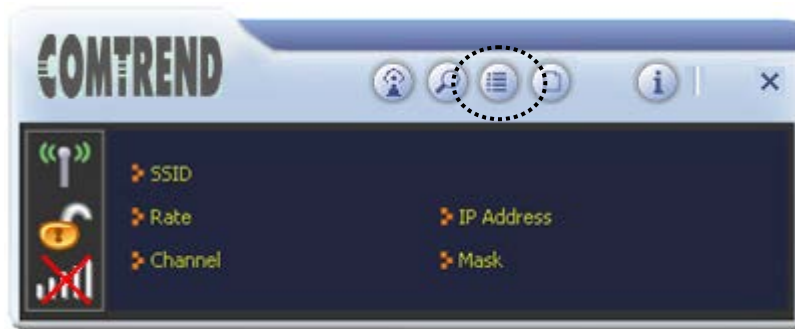 COMTREND
SSID
Rate
IP Address
Channel
Mask